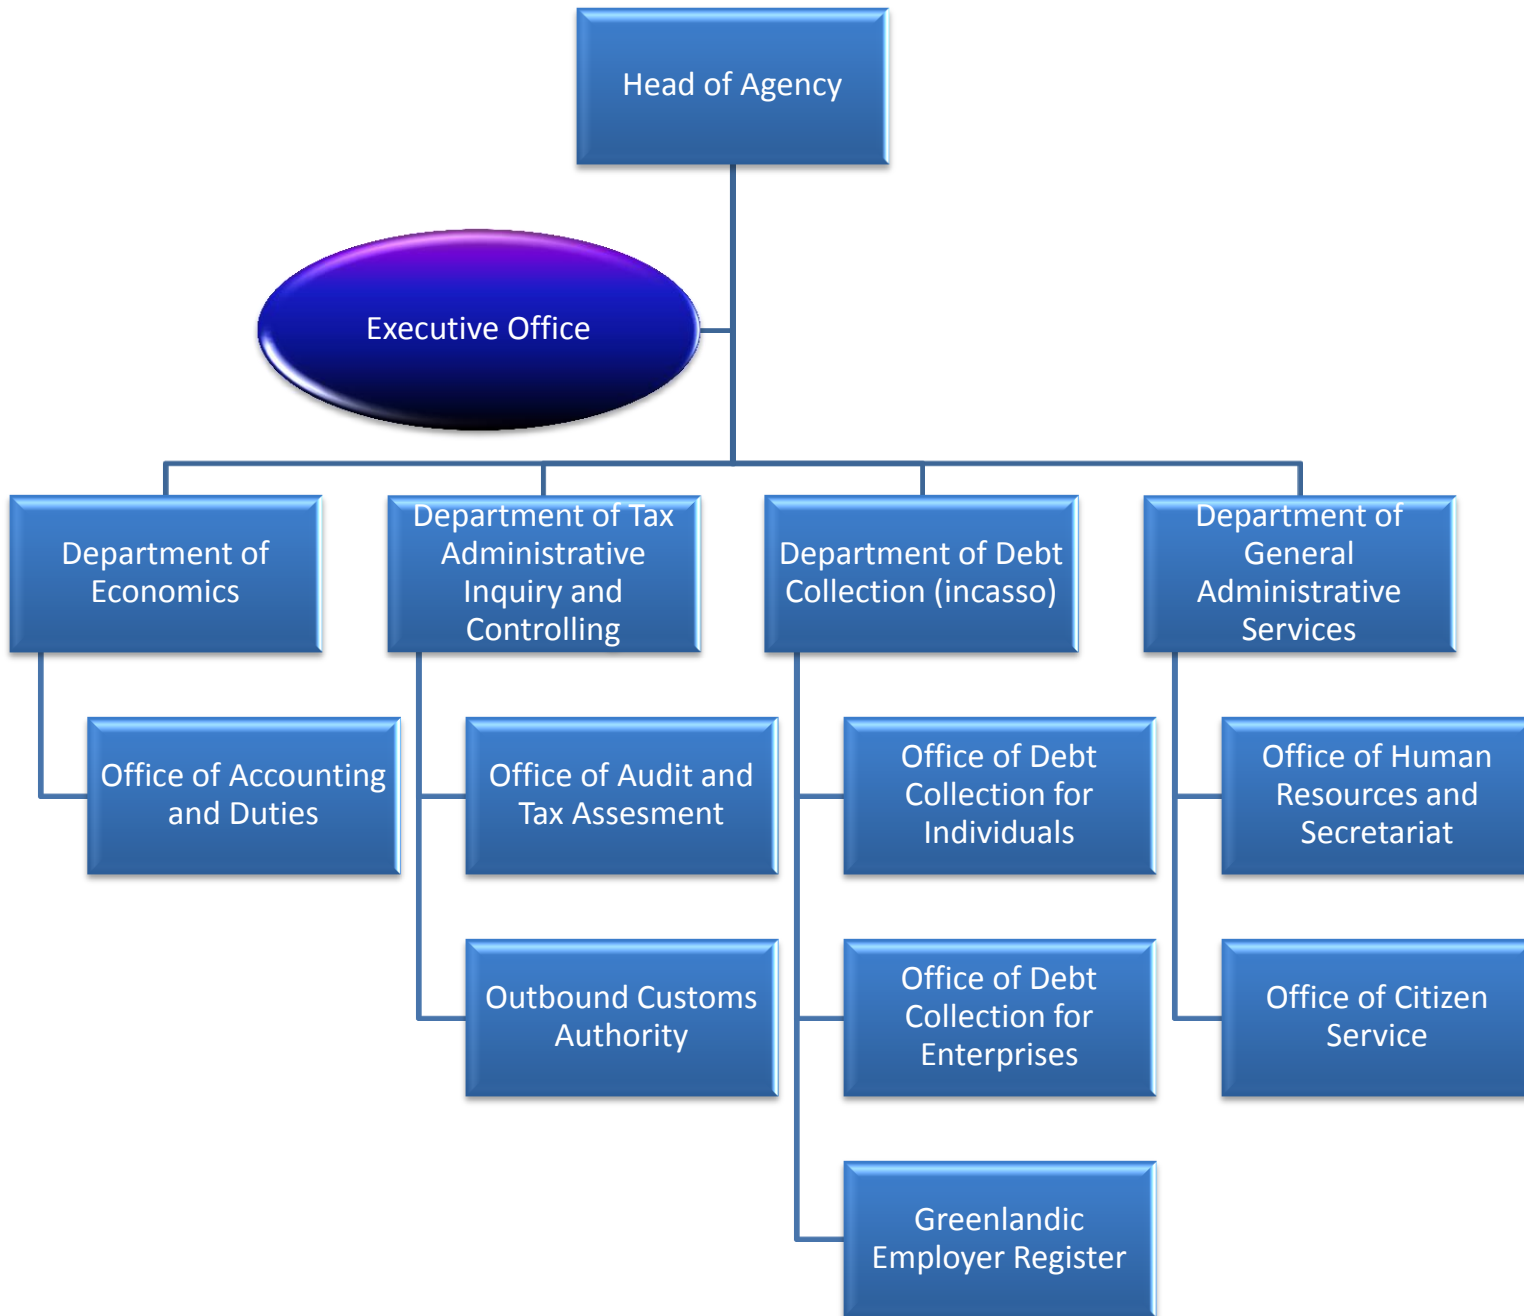 Head of Agency
Executive Office
Department of
Economics
Department of Tax
Administrative
Inquiry and
Controlling
Department of Debt
Collection (incasso)
Department of
General
Administrative
Services
Office of Accounting
and Duties
Office of Audit and
Tax Assesment
Office of Debt
Collection for
Individuals
Office of Human
Resources and
Secretariat
Outbound Customs
Authority
Office of Debt
Collection for
Enterprises
Office of Citizen
Service
Greenlandic
Employer Register